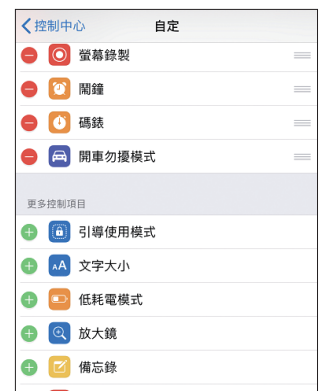 控制中心
自定
螢幕錄製
鬧鐘
碼錶
開車勿擾模式
更多控制項目
引導使用模式
AA 文字大小
低耗電模式
放大鏡
備忘錄